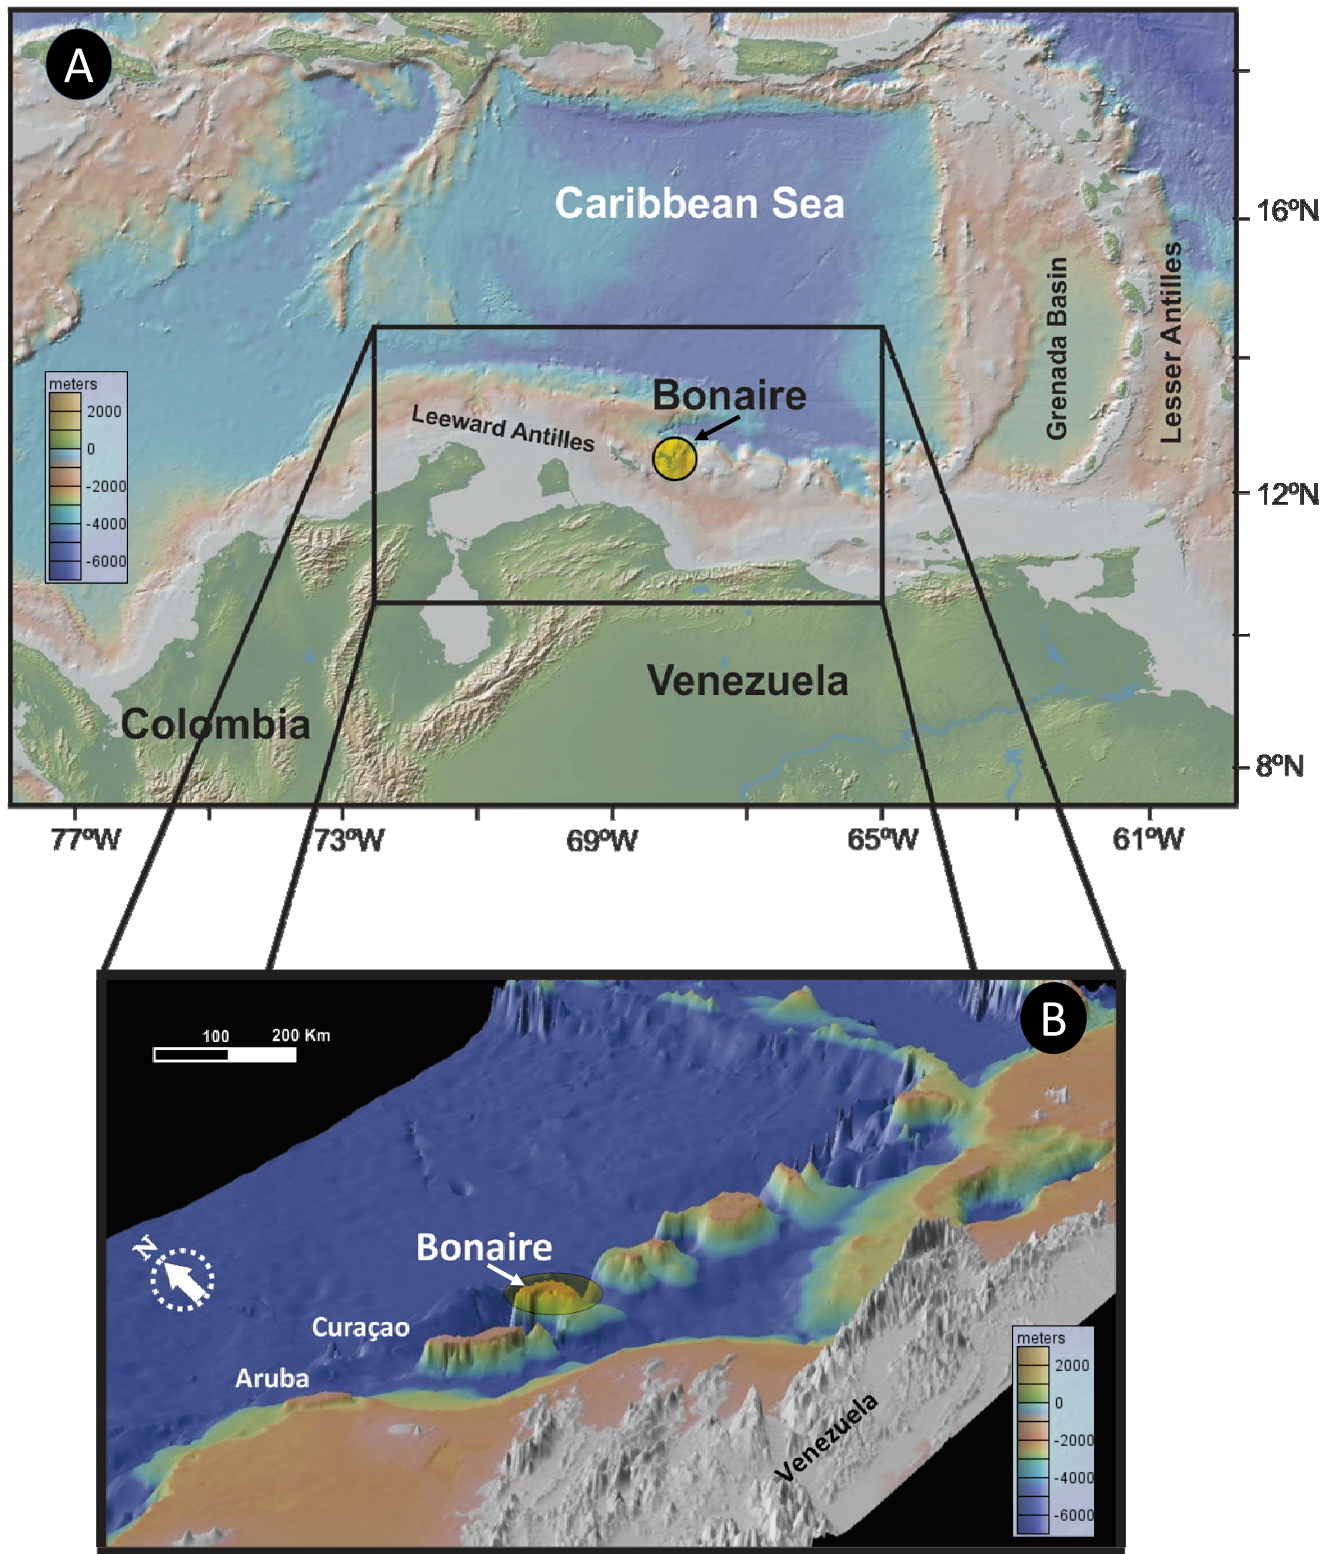 A
Caribbean Sea
16ºN
Grenada Basin
Lesser Antilles
meters
2000
0
-2000
-4000
-6000
Bonaire
Leeward Antilles
12ºN
Venezuela
Colombia
8ºN
77ºW
73ºW
69ºW
65ºW
61ºW
B
100 200 Km
N
Bonaire
Curaçao
Aruba
Venezuela
meters
2000
0
-2000
-4000
-6000